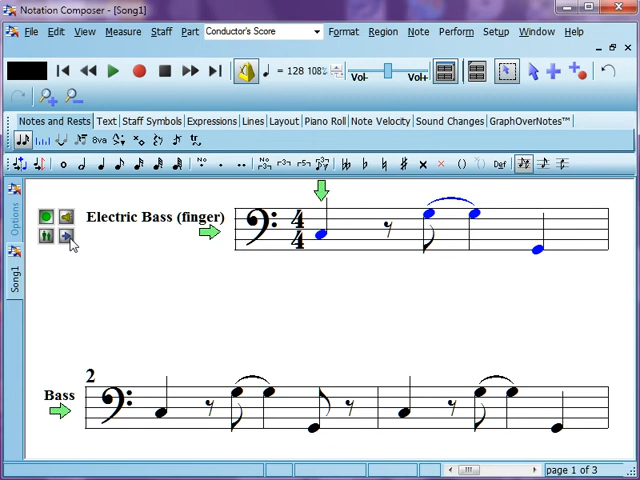 Notation Composer - [Song1]
File Edit View Measure Staff Part Conductor's Score Format Region Note Perform Setup Window Help
= 128 108% Vol- Vol+
Notes and Rests Text Staff Symbols Expressions Lines Layout Piano Roll Note Velocity Sound Changes GraphOverNotes™
8va tr
Options
Song1
Electric Bass (finger)
4
4
2
Bass
page 1 of 3